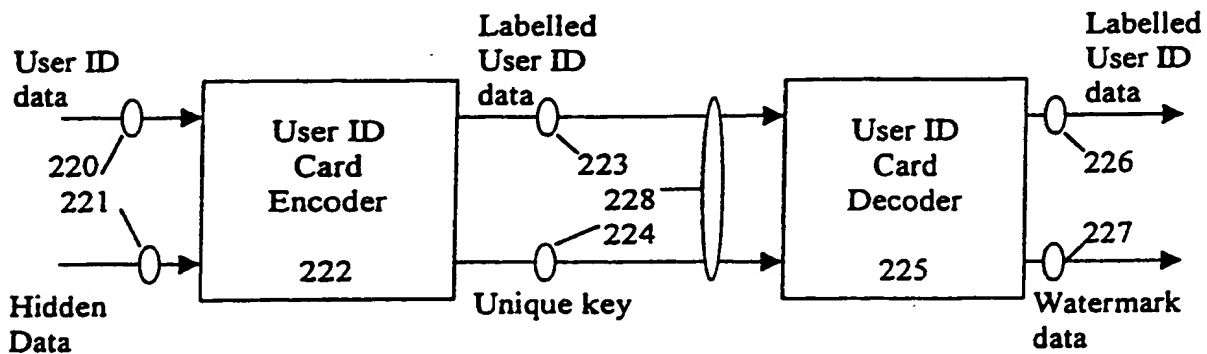 User ID
data
220
221
Hidden
Data
User ID
Card
Encoder
222
Labelled
User ID
data
223
228
224
Unique key
User ID
Card
Decoder
225
Labelled
User ID
data
226
227
Watermark
data